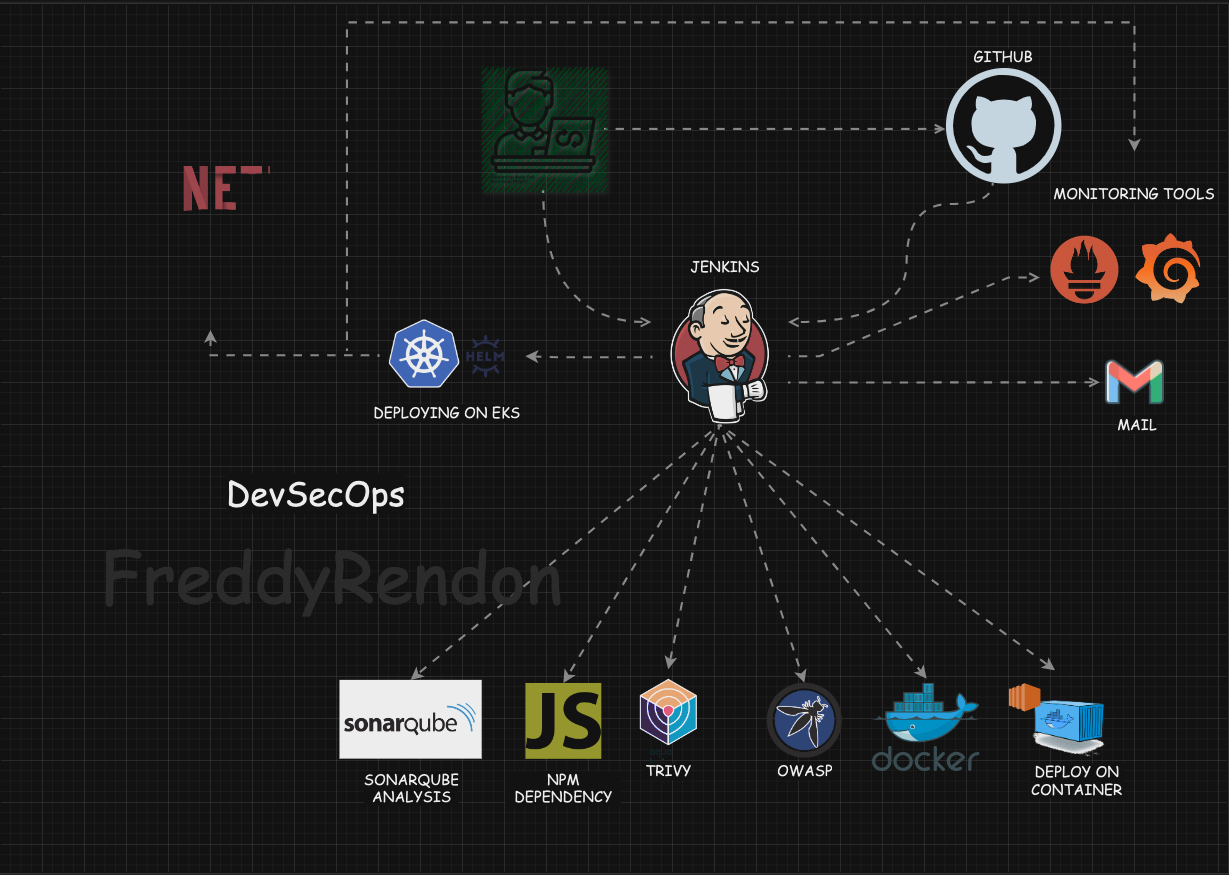 GITHUB
NET
MONITORING TOOLS
JENKINS
HELM
DEPLOYING ON EKS
MAIL
DevSecOps
FreddyRendon
sonarqube
JS
docker
SONARQUBE
ANALYSIS
NPM
DEPENDENCY
TRIVY
OWASP
DEPLOY ON
CONTAINER